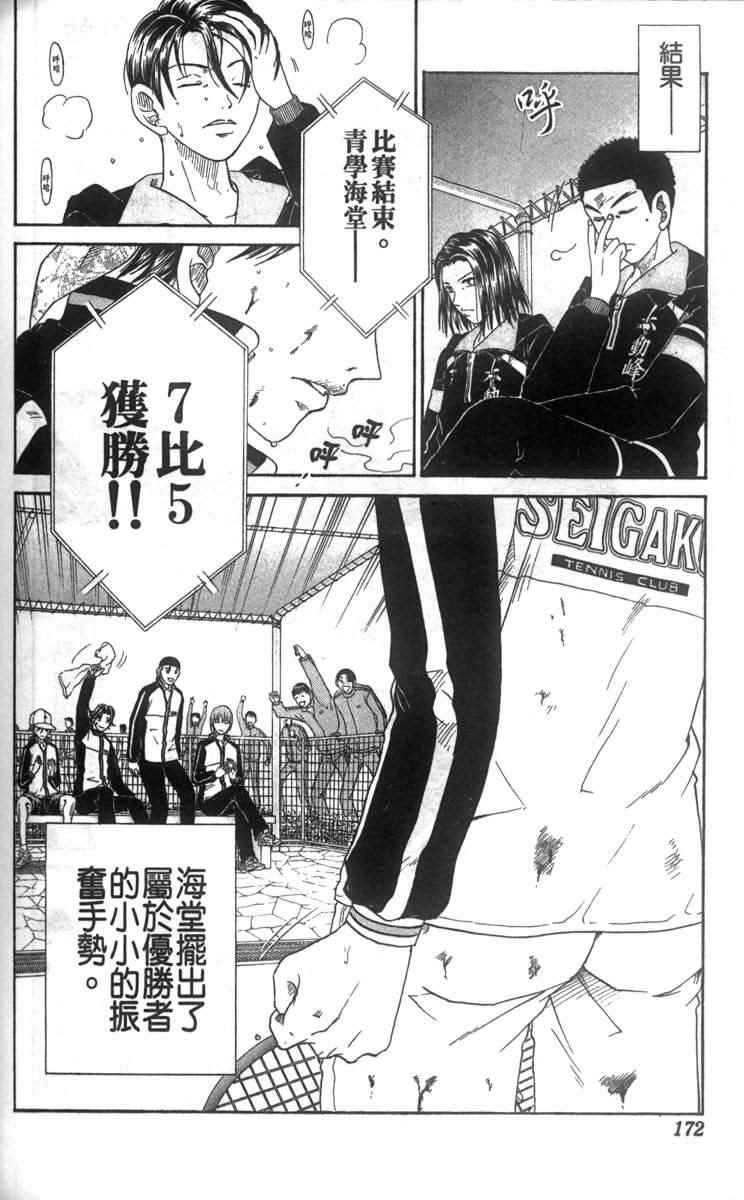 結果——
呼
不動峰
不動峰
比賽結束。
青學海堂——
呼哈
呼哈
呼哈
呼
呼
7比5
獲勝!!
SEIGAK
TENNIS CLUB
海堂擺出了
屬於優勝者
的小小的振
奮手勢。
172